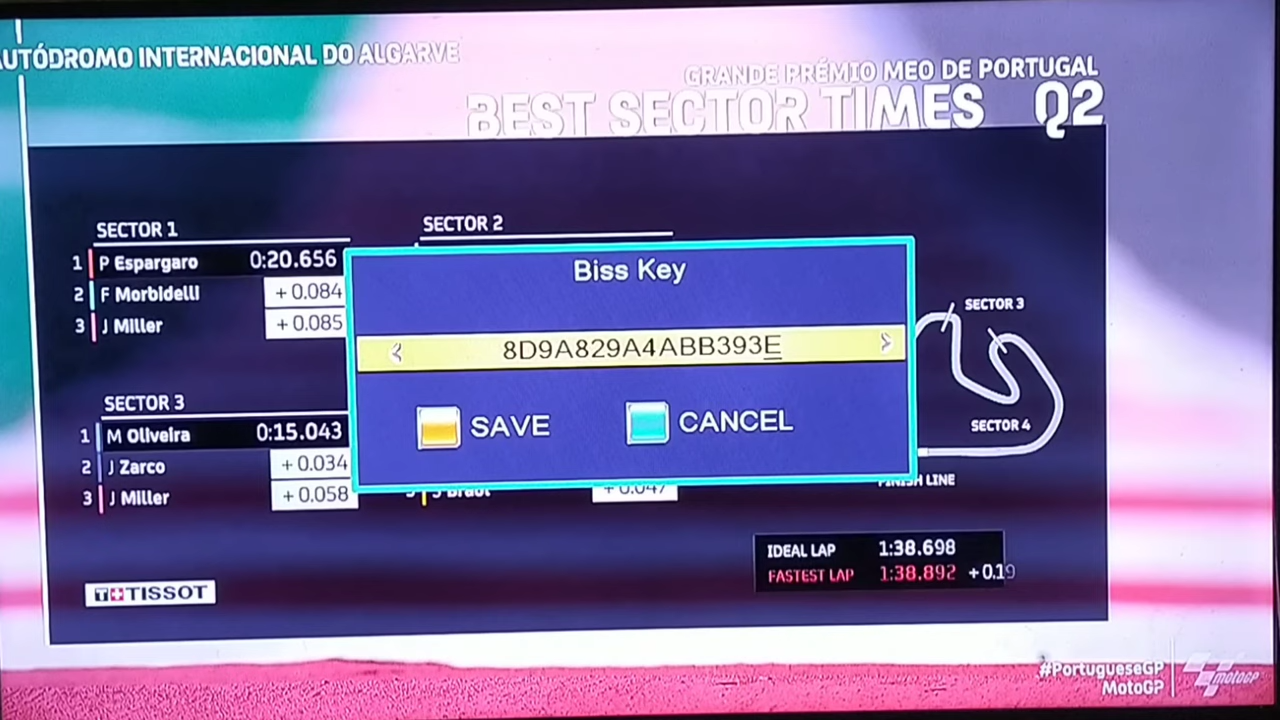 AUTÓDROMO INTERNACIONAL DO ALGARVE
GRANDE PRÉMIO MEO DE PORTUGAL
BEST SECTOR TIMES Q2
SECTOR 1
1 P Espargaro 0:20.656
2 F Morbidelli +0.084
3 J Miller +0.085
SECTOR 2
Biss Key
< 8D9A829A4ABB393E >
SAVE CANCEL
SECTOR 3
1 M Oliveira 0:15.043
2 J Zarco +0.034
3 J Miller +0.058
+0.047
SECTOR 3
SECTOR 4
FINISH LINE
IDEAL LAP 1:38.698
FASTEST LAP 1:38.892 +0.19
T+TISSOT
#PortugueseGP
MotoGP
MotoGP